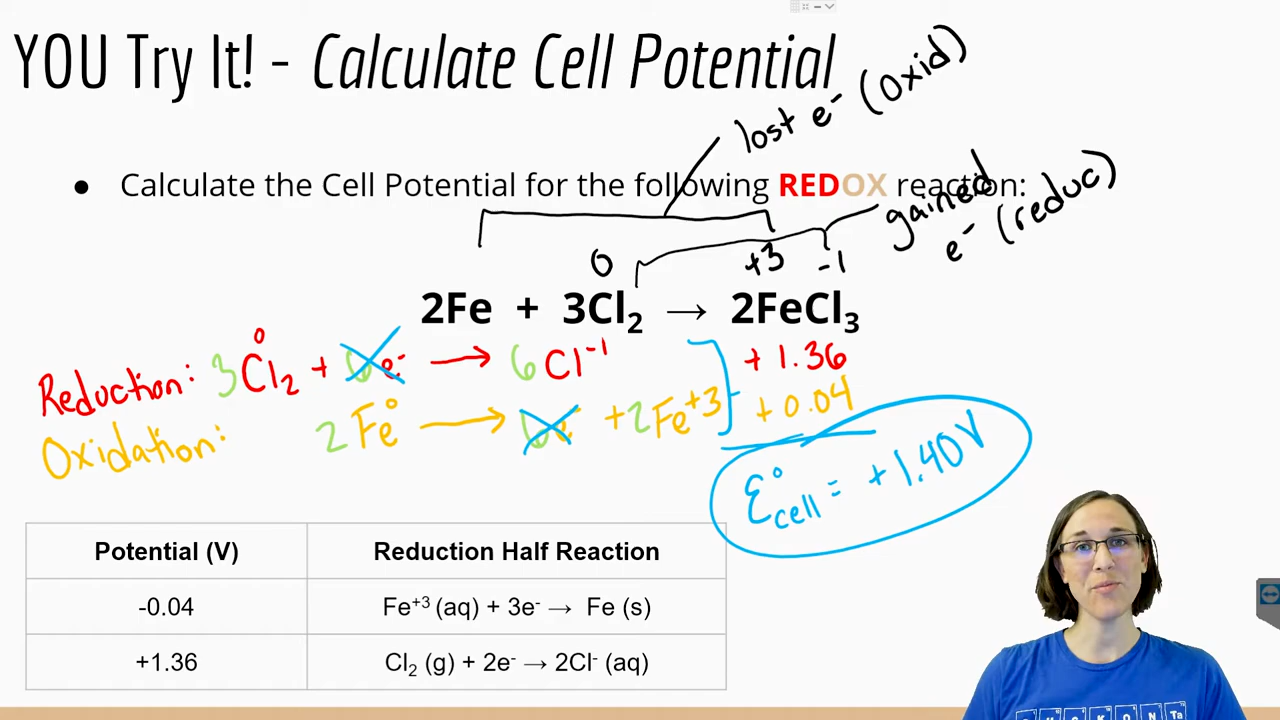 YOU Try It! - Calculate Cell Potential
lost e⁻ (Oxid)
● Calculate the Cell Potential for the following REDOX reaction:
gained
e⁻ (reduc)
0 +3 -1
2Fe + 3Cl₂ → 2FeCl₃
Reduction: 3Cl₂⁰ + 6e⁻ → 6Cl⁻¹ +1.36
Oxidation: 2Fe⁰ → 6e⁻ + 2Fe⁺³ +0.04
Ɛ°cell = +1.40V
Potential (V) Reduction Half Reaction
-0.04 Fe⁺³ (aq) + 3e⁻ → Fe (s)
+1.36 Cl₂ (g) + 2e⁻ → 2Cl⁻ (aq)